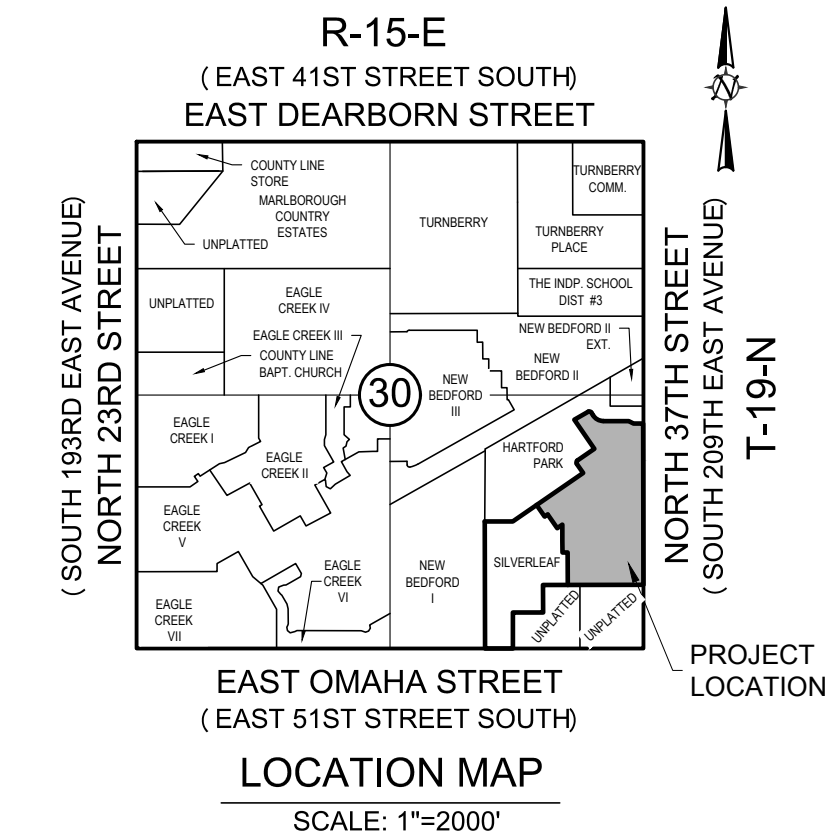 R-15-E
( EAST 41ST STREET SOUTH)
EAST DEARBORN STREET
N
( SOUTH 193RD EAST AVENUE)
NORTH 23RD STREET
COUNTY LINE
STORE
MARLBOROUGH
COUNTRY
ESTATES
UNPLATTED
TURNBERRY
TURNBERRY
COMM.
TURNBERRY
PLACE
UNPLATTED
EAGLE
CREEK IV
THE INDP. SCHOOL
DIST #3
EAGLE CREEK III
COUNTY LINE
BAPT. CHURCH
NEW BEDFORD II
EXT.
NEW
BEDFORD II
30
NEW
BEDFORD
III
EAGLE
CREEK I
EAGLE
CREEK II
HARTFORD
PARK
EAGLE
CREEK
V
EAGLE
CREEK
VI
NEW
BEDFORD
I
SILVERLEAF
EAGLE
CREEK
VII
UNPLATTED
UNPLATTED
NORTH 37TH STREET
( SOUTH 209TH EAST AVENUE)
T-19-N
PROJECT
LOCATION
EAST OMAHA STREET
( EAST 51ST STREET SOUTH)
LOCATION MAP
SCALE: 1"=2000'